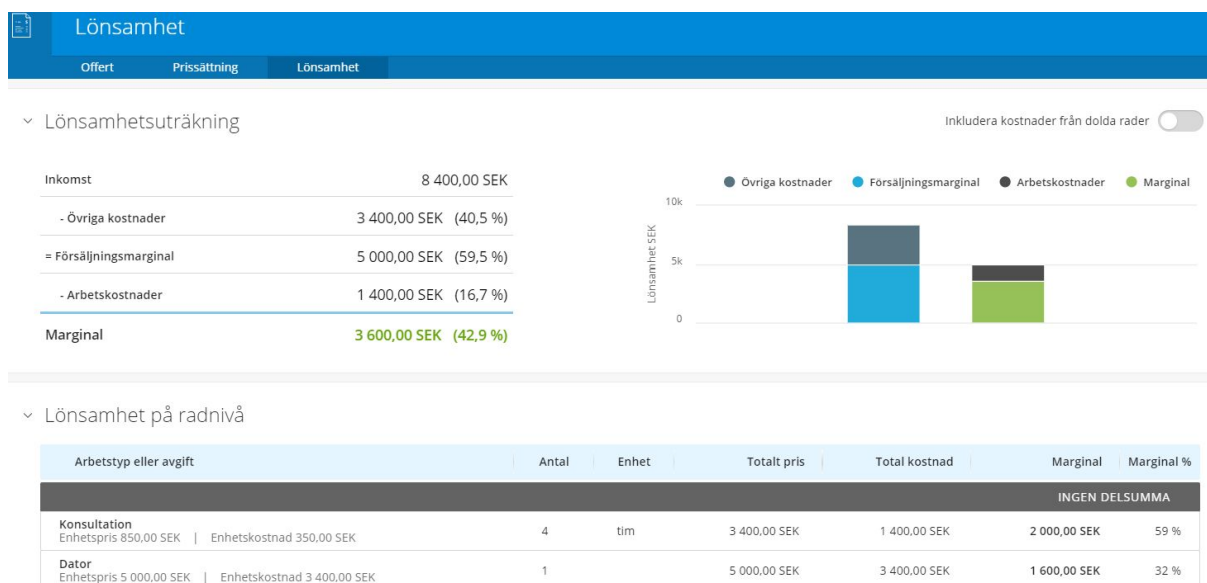 Lönsamhet
Offert Prissättning Lönsamhet
Lönsamhetsuträkning
Inkludera kostnader från dolda rader
Inkomst 8 400,00 SEK
- Övriga kostnader 3 400,00 SEK (40,5 %)
= Försäljningsmarginal 5 000,00 SEK (59,5 %)
- Arbetskostnader 1 400,00 SEK (16,7 %)
Marginal 3 600,00 SEK (42,9 %)
Övriga kostnader Försäljningsmarginal Arbetskostnader Marginal
10k
5k
0
Lönsamhet SEK
Lönsamhet på radnivå
Arbetstyp eller avgift Antal Enhet Totalt pris Total kostnad Marginal Marginal %
INGEN DELSUMMA
Konsultation
Enhetspris 850,00 SEK | Enhetskostnad 350,00 SEK 4 tim 3 400,00 SEK 1 400,00 SEK 2 000,00 SEK 59 %
Dator
Enhetspris 5 000,00 SEK | Enhetskostnad 3 400,00 SEK 1 5 000,00 SEK 3 400,00 SEK 1 600,00 SEK 32 %